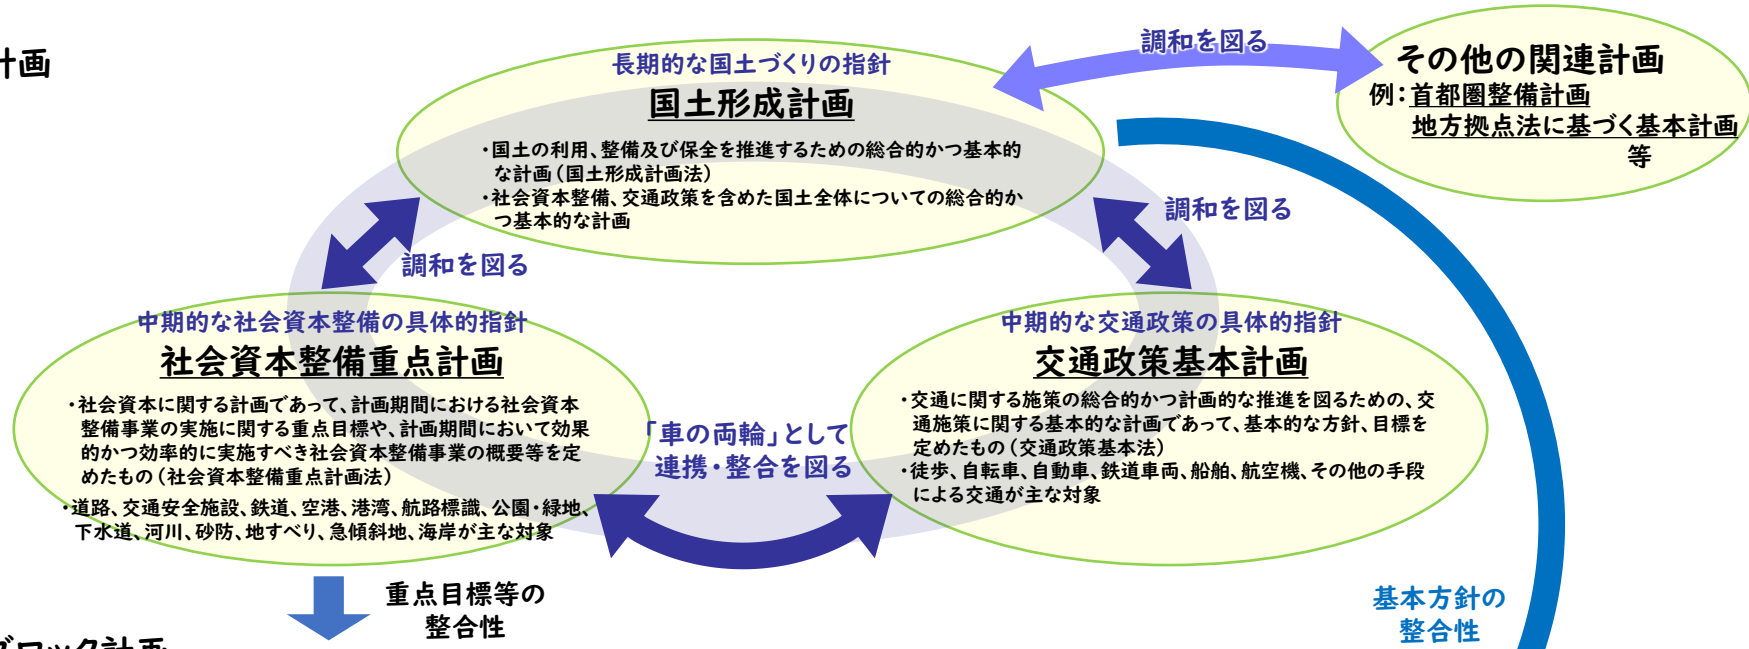 計画
調和を図る
長期的な国土づくりの指針
国土形成計画
・国土の利用、整備及び保全を推進するための総合的かつ基本的
な計画（国土形成計画法）
・社会資本整備、交通政策を含めた国土全体についての総合的か
つ基本的な計画
その他の関連計画
例：首都圏整備計画
地方拠点法に基づく基本計画
等
調和を図る
調和を図る
中期的な社会資本整備の具体的指針
社会資本整備重点計画
・社会資本に関する計画であって、計画期間における社会資本
整備事業の実施に関する重点目標や、計画期間において効果
的かつ効率的に実施すべき社会資本整備事業の概要等を定
めたもの（社会資本整備重点計画法）
・道路、交通安全施設、鉄道、空港、港湾、航路標識、公園・緑地、
下水道、河川、砂防、地すべり、急傾斜地、海岸が主な対象
「車の両輪」として
連携・整合を図る
中期的な交通政策の具体的指針
交通政策基本計画
・交通に関する施策の総合的かつ計画的な推進を図るための、交
通施策に関する基本的な計画であって、基本的な方針、目標を
定めたもの（交通政策基本法）
・徒歩、自転車、自動車、鉄道車両、船舶、航空機、その他の手段
による交通が主な対象
重点目標等の
整合性
基本方針の
整合性
ブロック計画